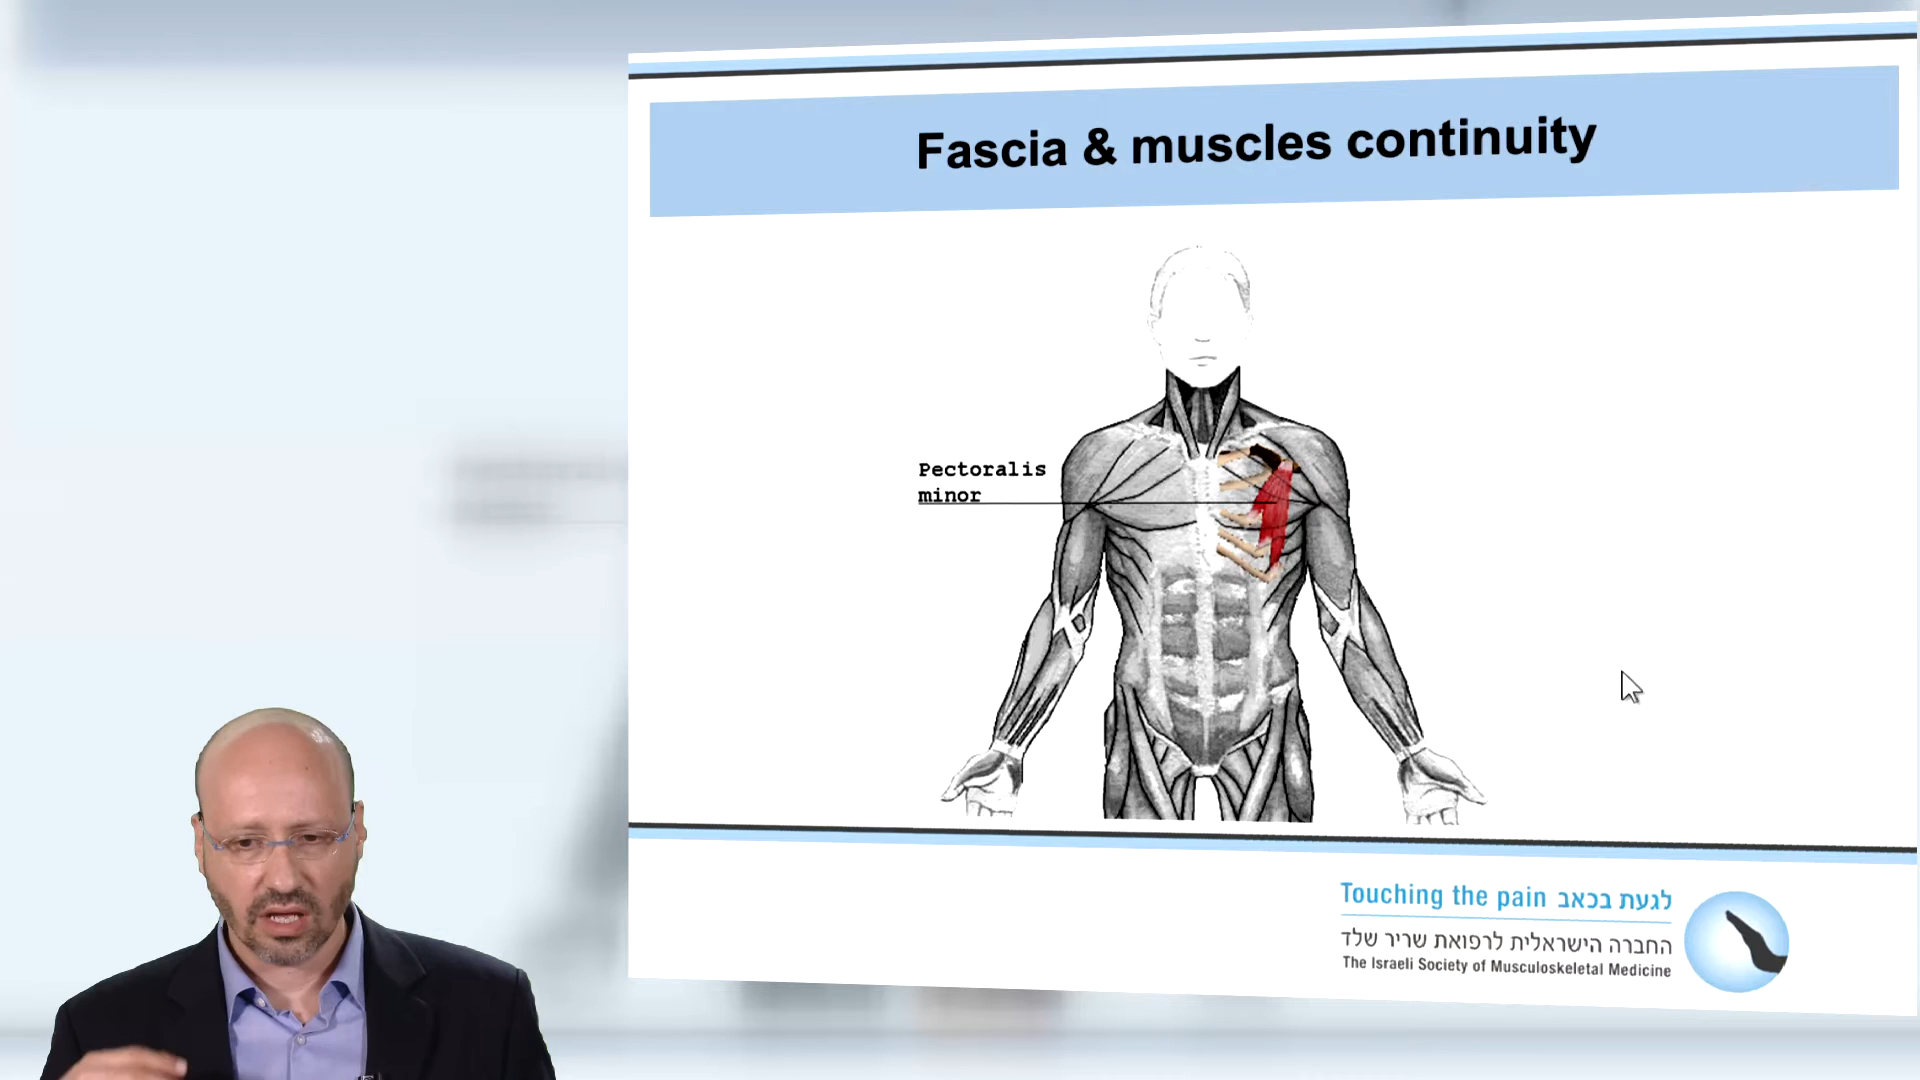 Fascia & muscles continuity
Pectoralis
minor
Touching the pain לגעת בכאב
החברה הישראלית לרפואת שריר שלד
The Israeli Society of Musculoskeletal Medicine